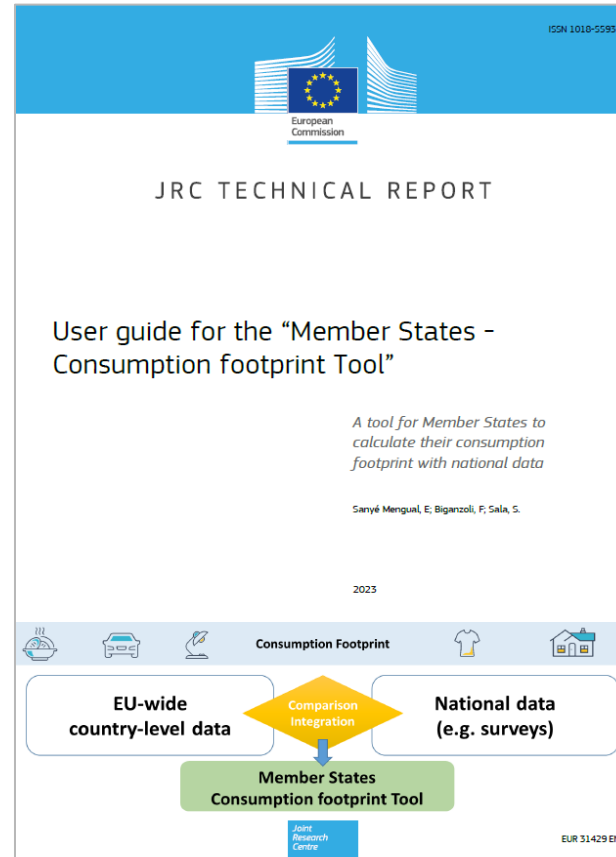 ISSN 1018-5593
European
Commission
JRC TECHNICAL REPORT
User guide for the “Member States -
Consumption footprint Tool”
A tool for Member States to
calculate their consumption
footprint with national data
Sanyé Mengual, E; Biganzoli, F; Sala, S.
2023
Consumption Footprint
EU-wide
country-level data
Comparison
Integration
National data
(e.g. surveys)
Member States
Consumption footprint Tool
Joint
Research
Centre
EUR 31429 EN